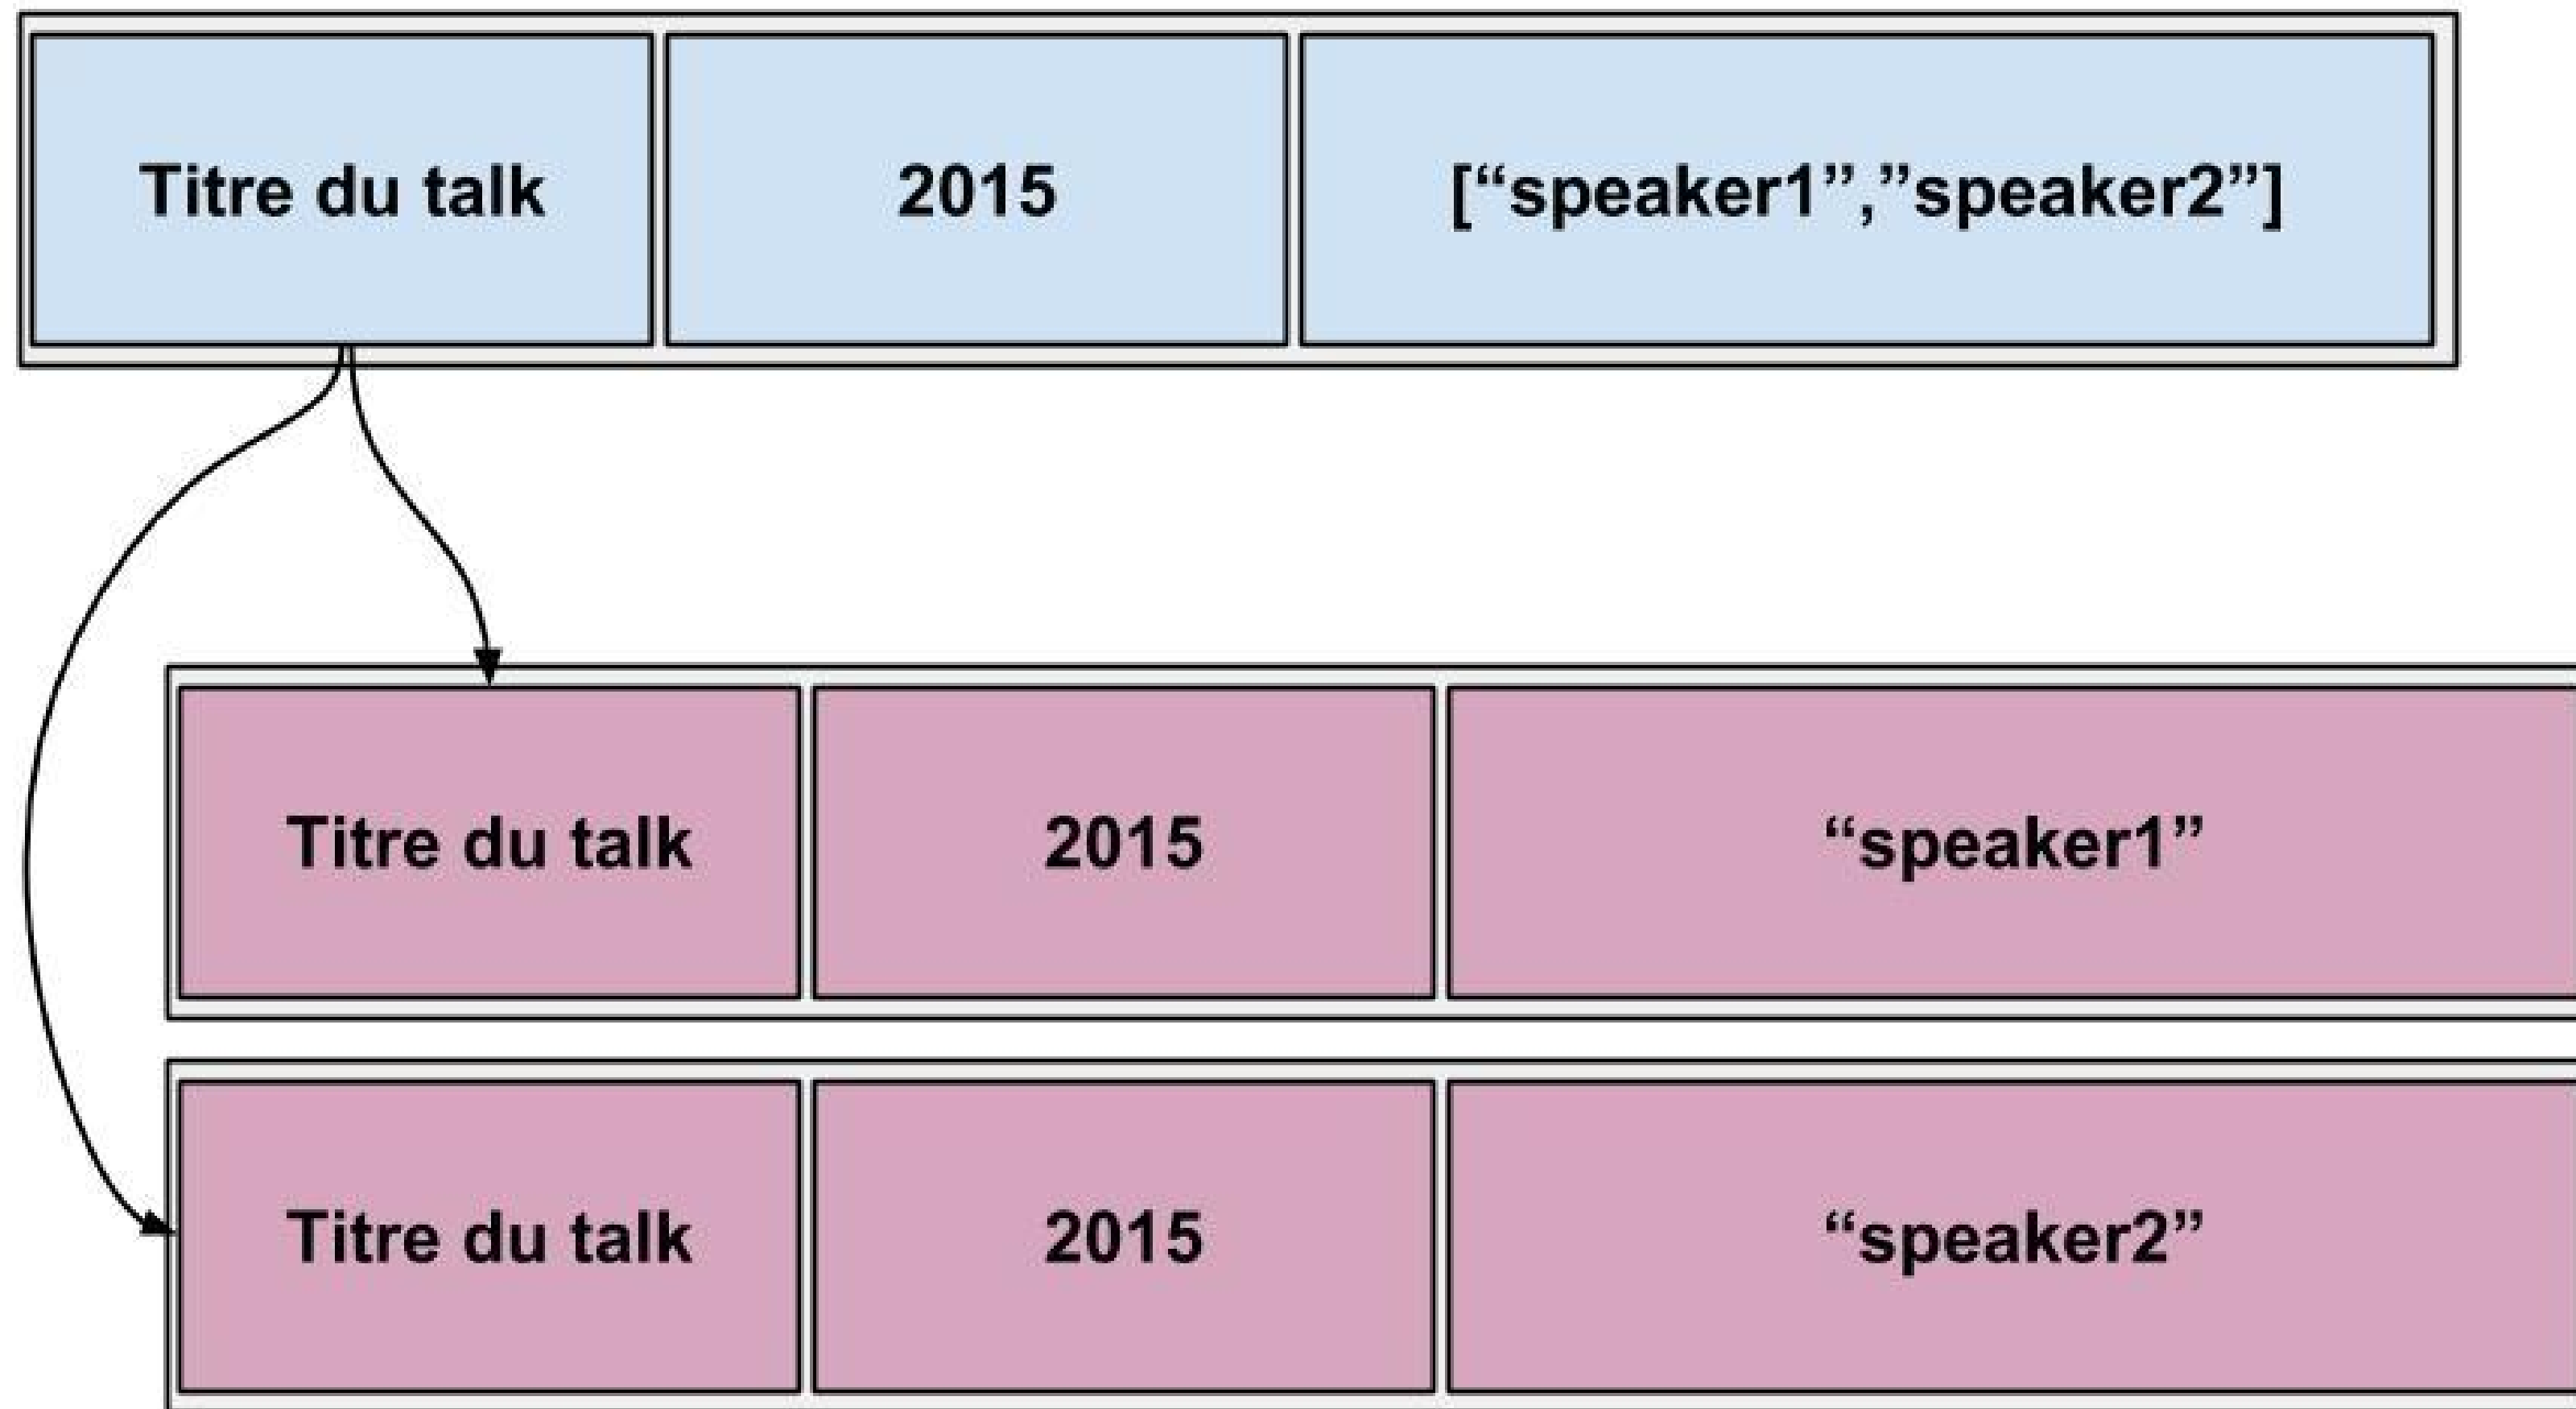 Titre du talk 2015 [“speaker1”,”speaker2”]
Titre du talk 2015 “speaker1”
Titre du talk 2015 “speaker2”